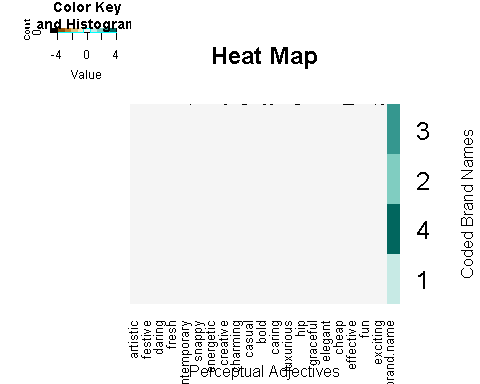 Color Key
and Histogram
Count
0
-4 0 4
Value
Heat Map
3
2
4
1
Coded Brand Names
artistic
festive
daring
fresh
ntemporary
snappy
energetic
creative
charming
casual
bold
caring
luxurious
hip
graceful
elegant
cheap
effective
fun
exciting
brand.name
Perceptual Adjectives